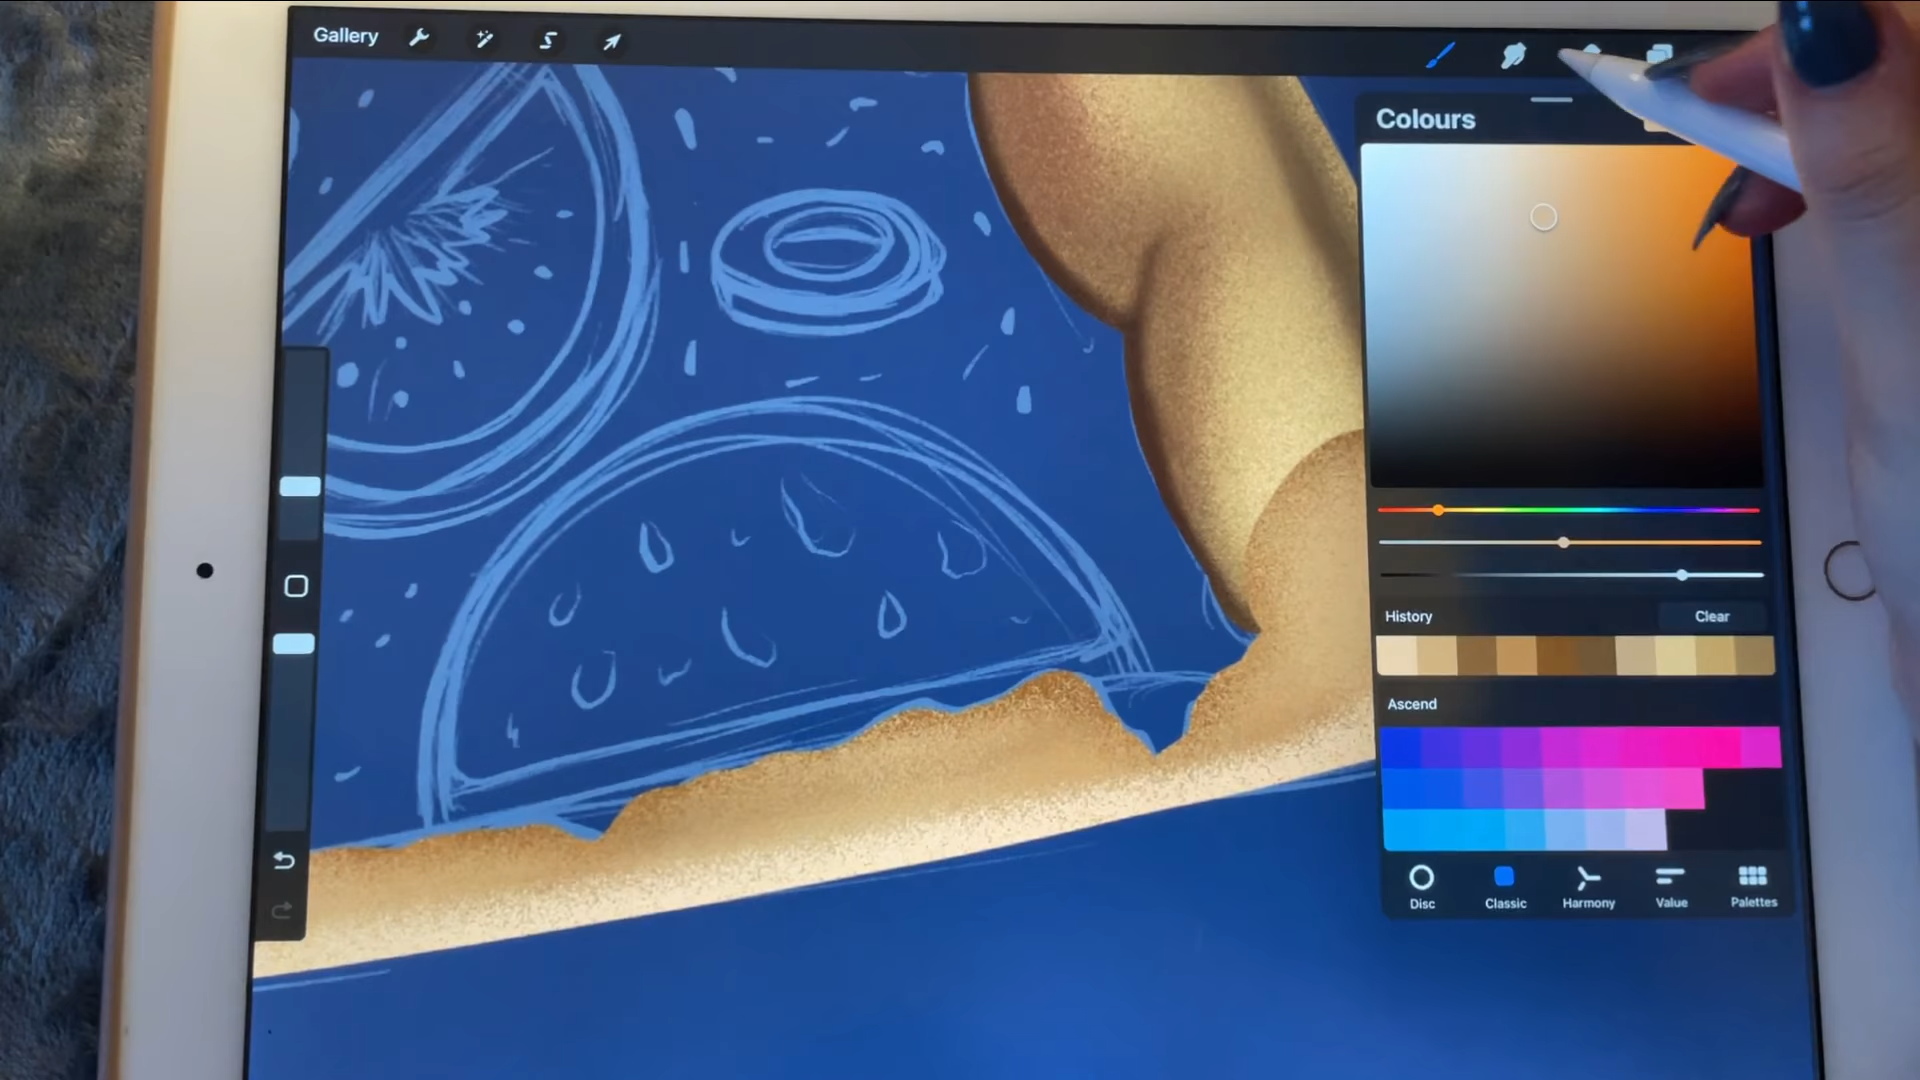 Gallery
Colours
History
Clear
Ascend
Disc
Classic
Harmony
Value
Palettes